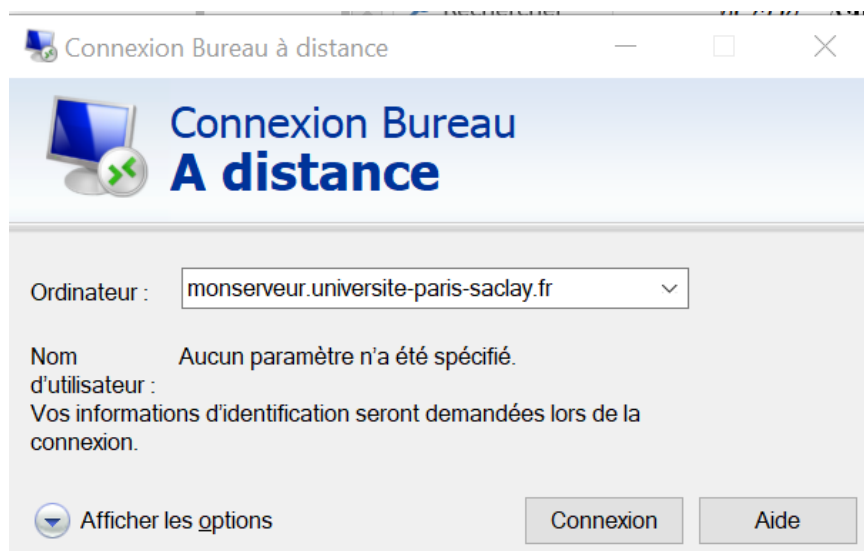 Rechercher
Connexion Bureau à distance
Connexion Bureau
A distance
Ordinateur :
monserveur.universite-paris-saclay.fr
Nom
d'utilisateur :
Aucun paramètre n'a été spécifié.
Vos informations d'identification seront demandées lors de la
connexion.
Afficher les options
Connexion
Aide